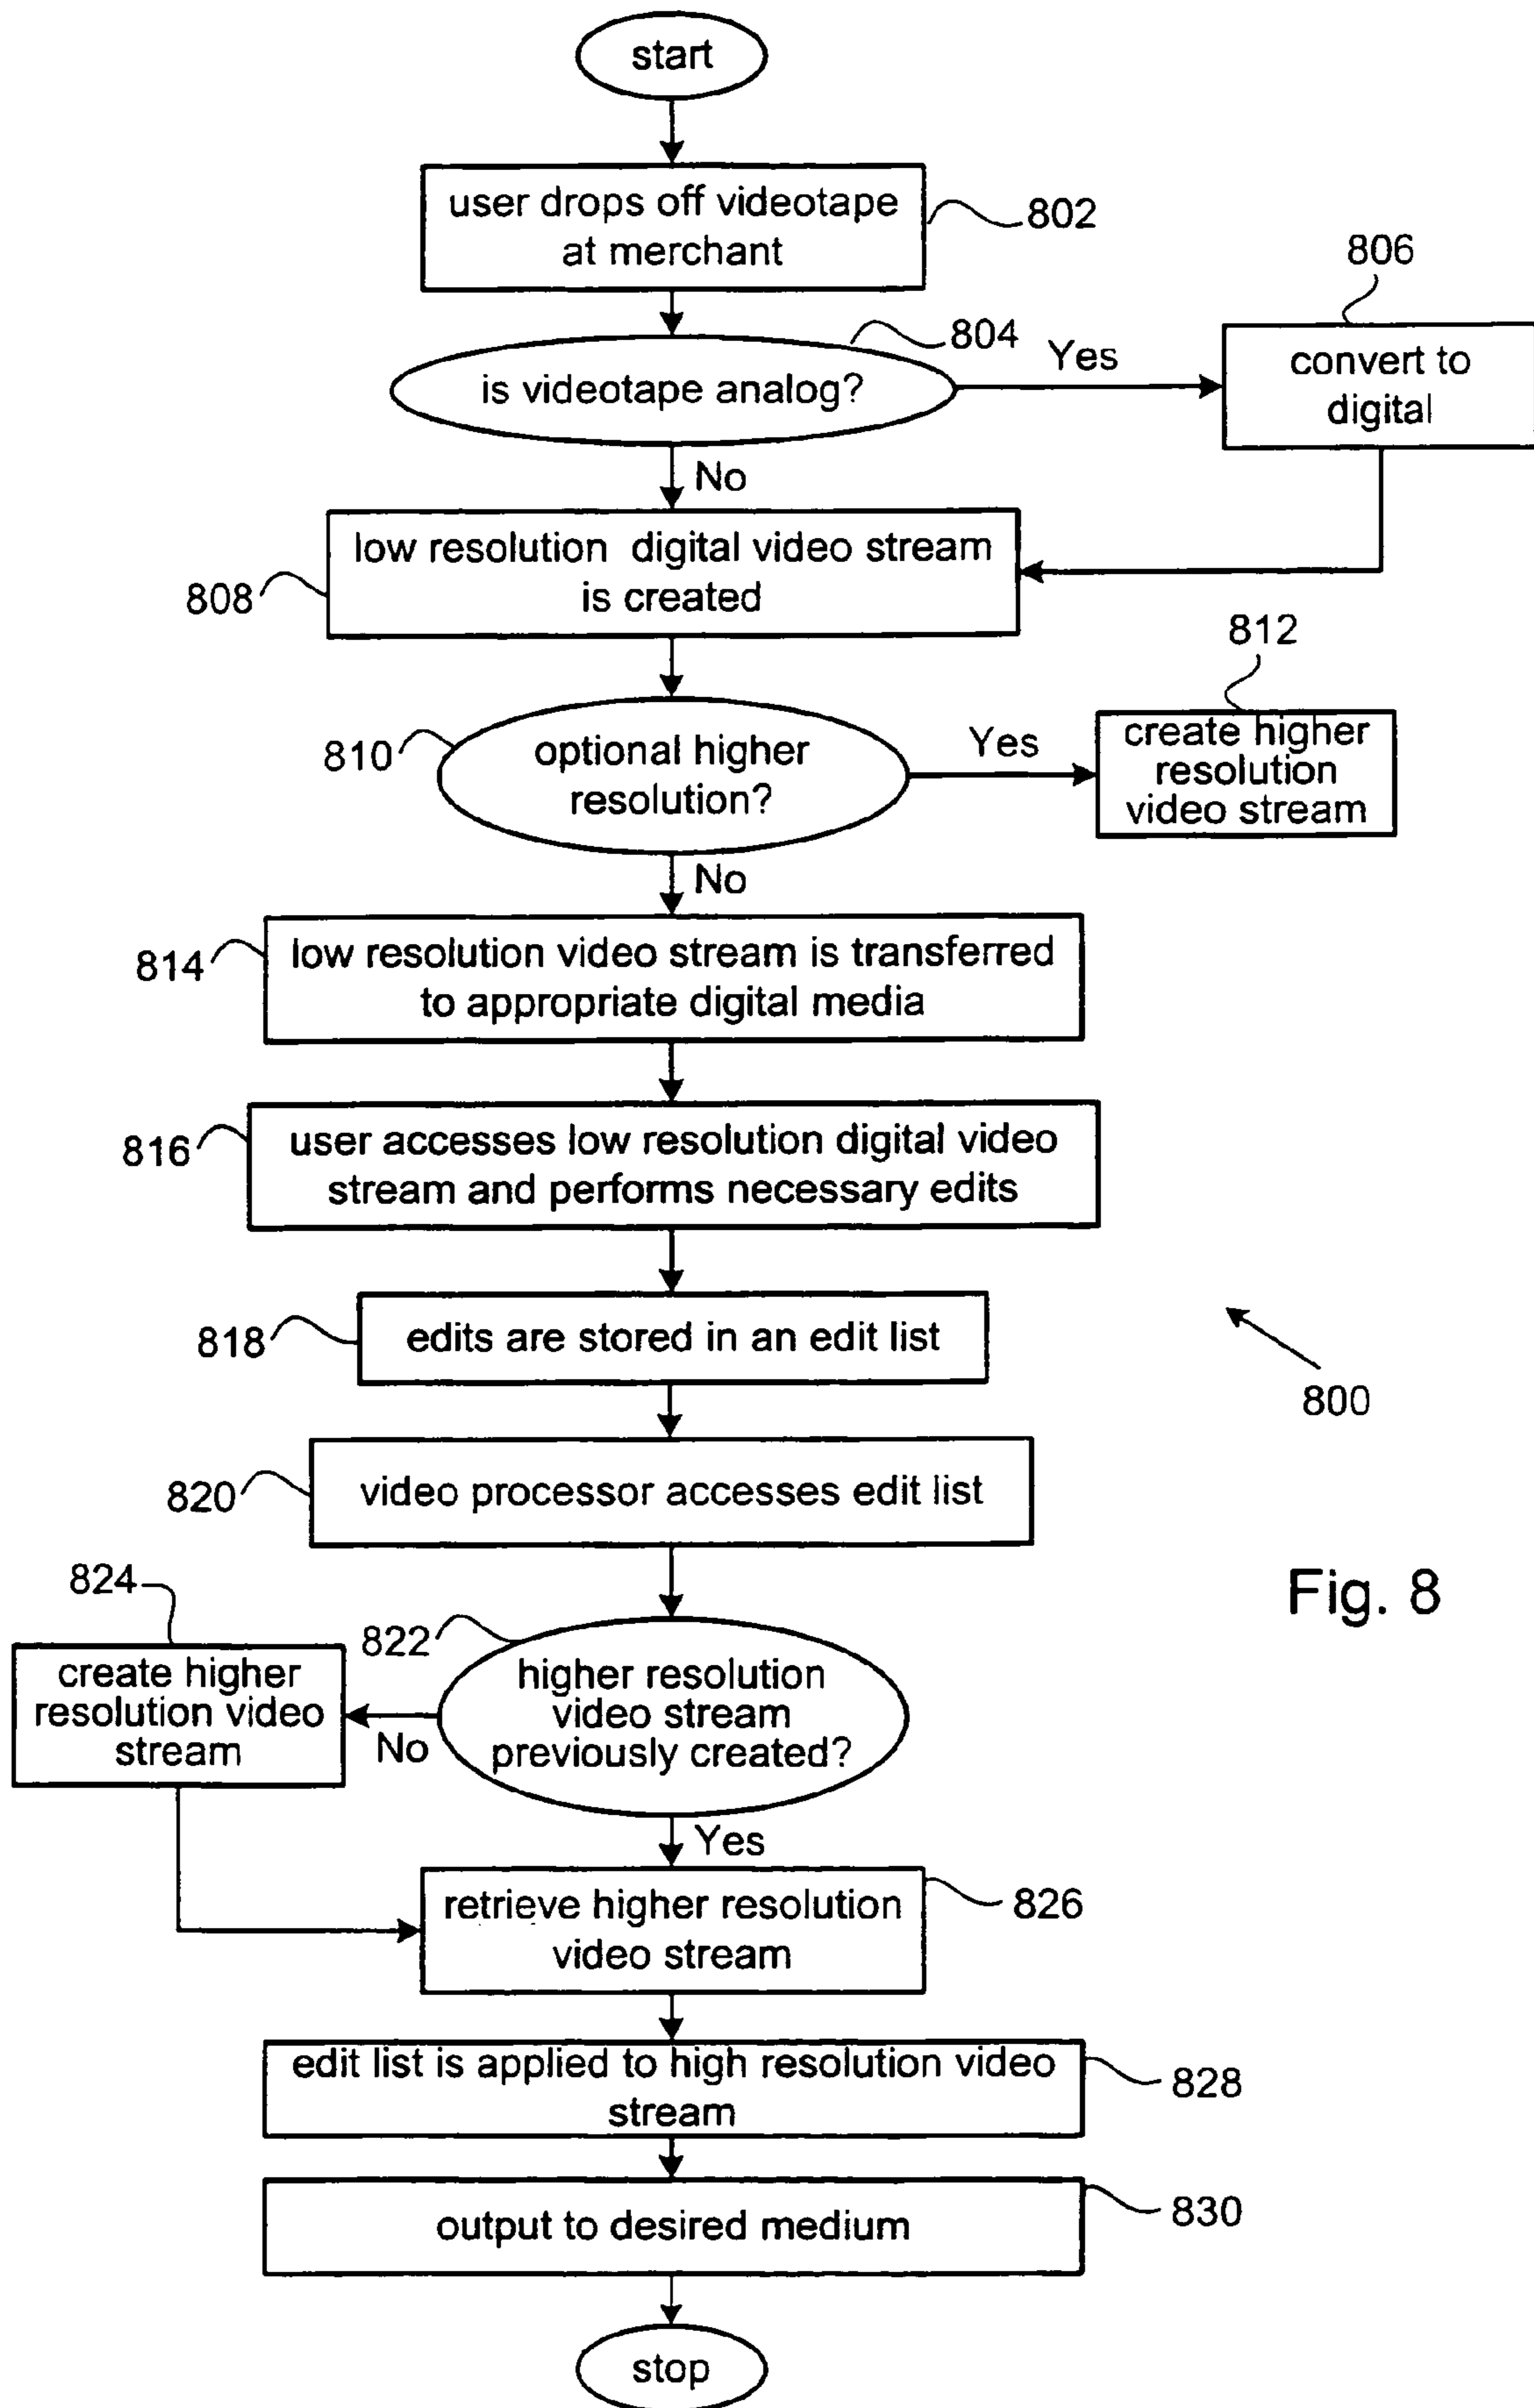 start
user drops off videotape
at merchant
802
806
804
Yes
convert to
digital
is videotape analog?
No
low resolution digital video stream
is created
808
812
810
optional higher
resolution?
Yes
create higher
resolution
video stream
No
814
low resolution video stream is transferred
to appropriate digital media
816
user accesses low resolution digital video
stream and performs necessary edits
818
edits are stored in an edit list
800
820
video processor accesses edit list
Fig. 8
824
822
create higher
resolution video
stream
No
higher resolution
video stream
previously created?
Yes
retrieve higher resolution
video stream
826
edit list is applied to high resolution video
stream
828
output to desired medium
830
stop